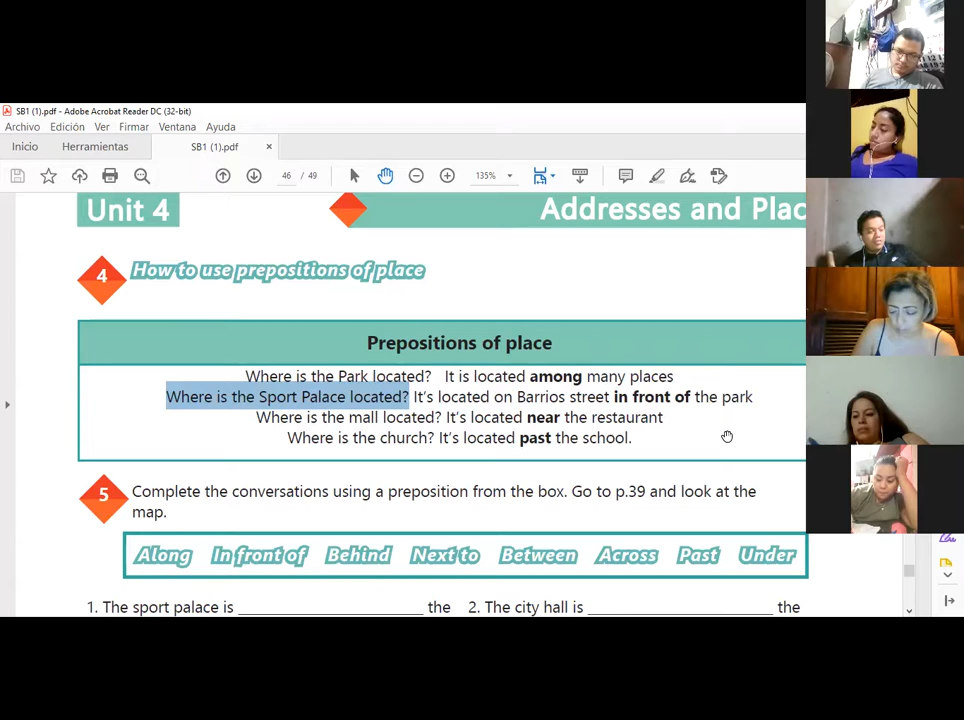 SB1 (1).pdf - Adobe Acrobat Reader DC (32-bit)
Archivo Edición Ver Firmar Ventana Ayuda
Inicio Herramientas SB1 (1).pdf ×
46 / 49 135%
Unit 4 Addresses and Plac
4 How to use prepositions of place
Prepositions of place
Where is the Park located? It is located among many places
Where is the Sport Palace located? It's located on Barrios street in front of the park
Where is the mall located? It's located near the restaurant
Where is the church? It's located past the school.
5 Complete the conversations using a preposition from the box. Go to p.39 and look at the
map.
Along In front of Behind Next to Between Across Past Under
1. The sport palace is ____________________ the 2. The city hall is ____________________ the